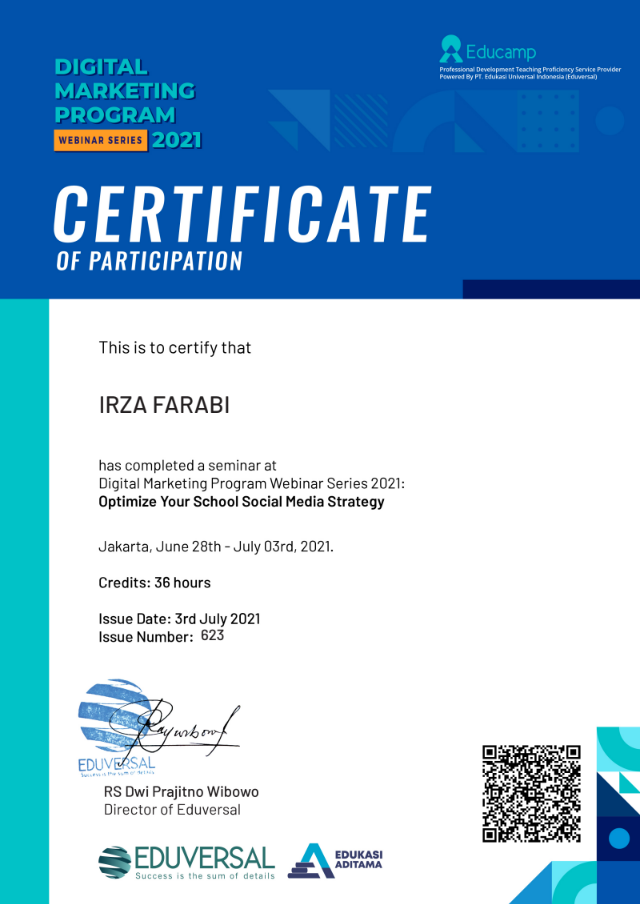 Educamp
Professional Development Teaching Proficiency Service Provider
Powered By PT. Edukasi Universal Indonesia (Eduversal)
DIGITAL
MARKETING
PROGRAM
WEBINAR SERIES 2021
CERTIFICATE
OF PARTICIPATION
This is to certify that
IRZA FARABI
has completed a seminar at
Digital Marketing Program Webinar Series 2021:
Optimize Your School Social Media Strategy
Jakarta, June 28th - July 03rd, 2021.
Credits: 36 hours
Issue Date: 3rd July 2021
Issue Number: 623
EDUVERSAL
Success is the sum of details
RS Dwi Prajitno Wibowo
Director of Eduversal
EDUVERSAL
Success is the sum of details
EDUKASI
ADITAMA